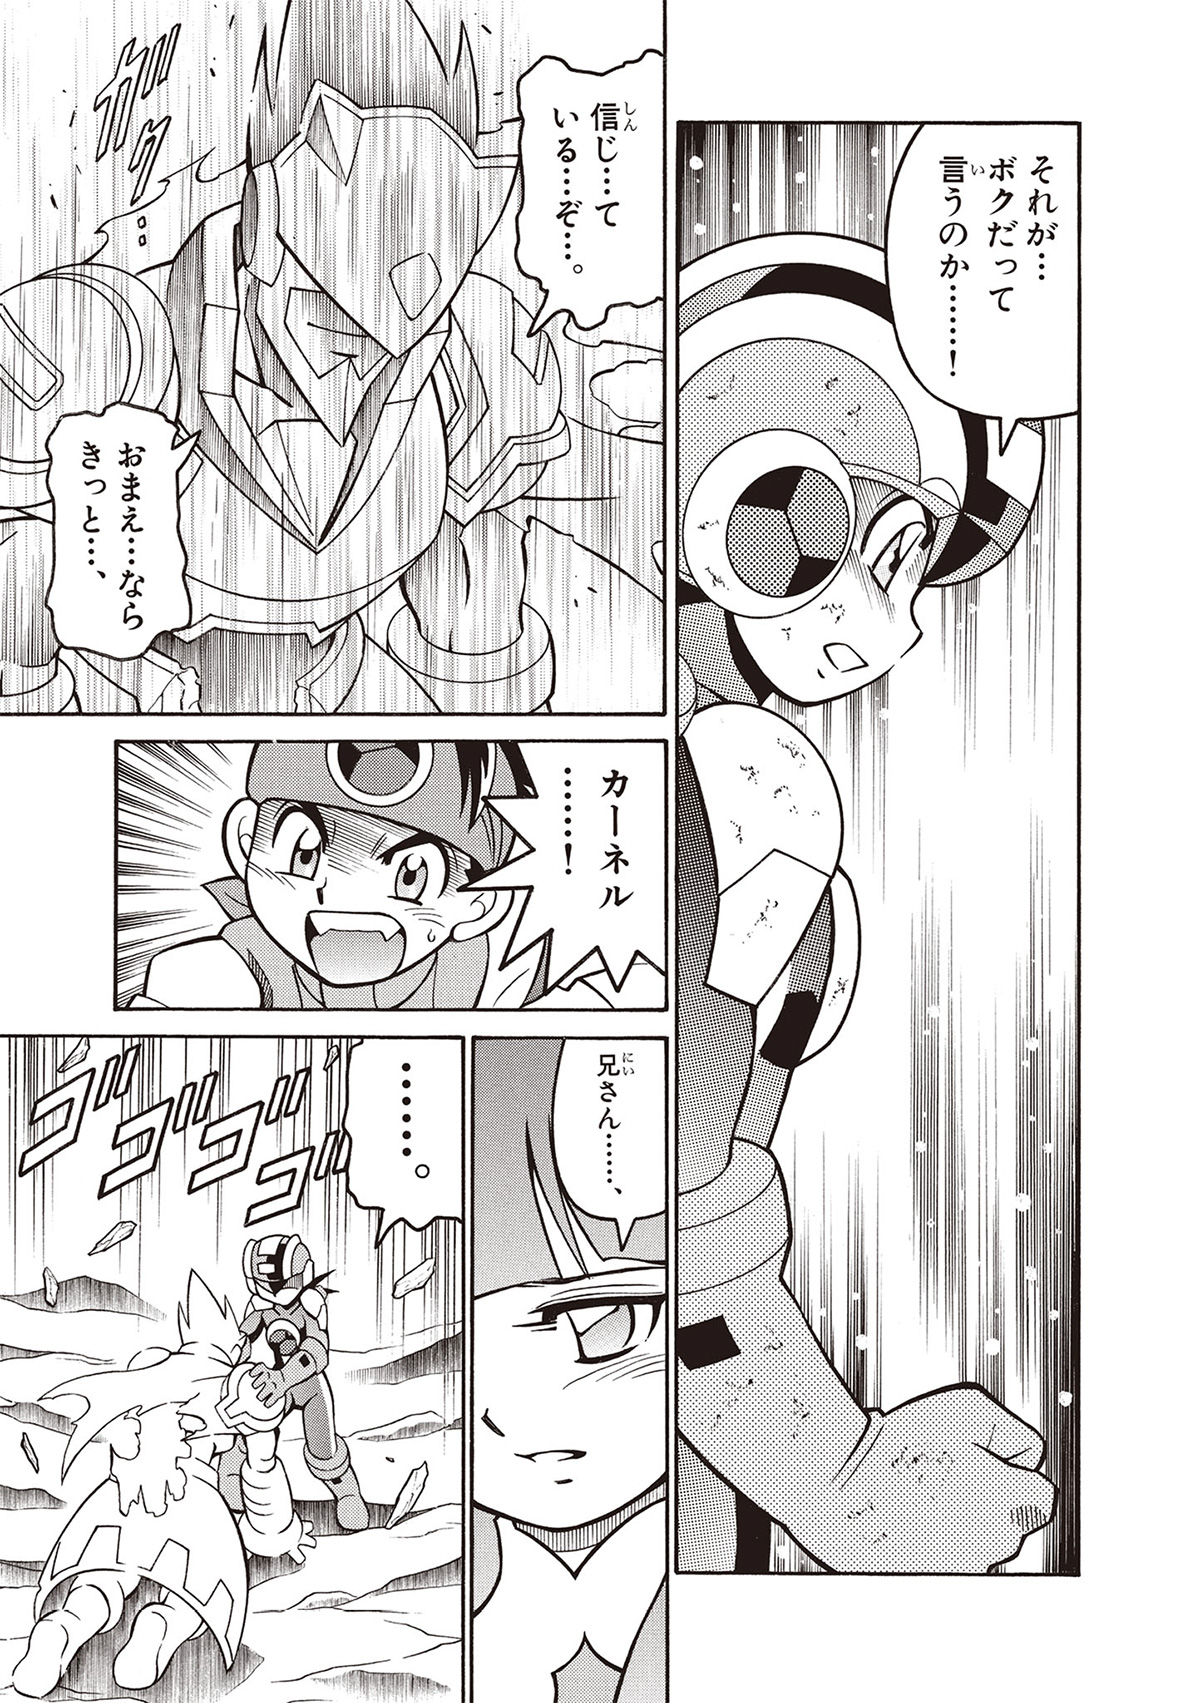 それが…
ボクだって
言うのか………！
信じ…て
いる…ぞ…。
ガクッ…
おまえ…なら
きっと…、
カーネル
………！
兄さん……、
………。
ゴゴゴゴ